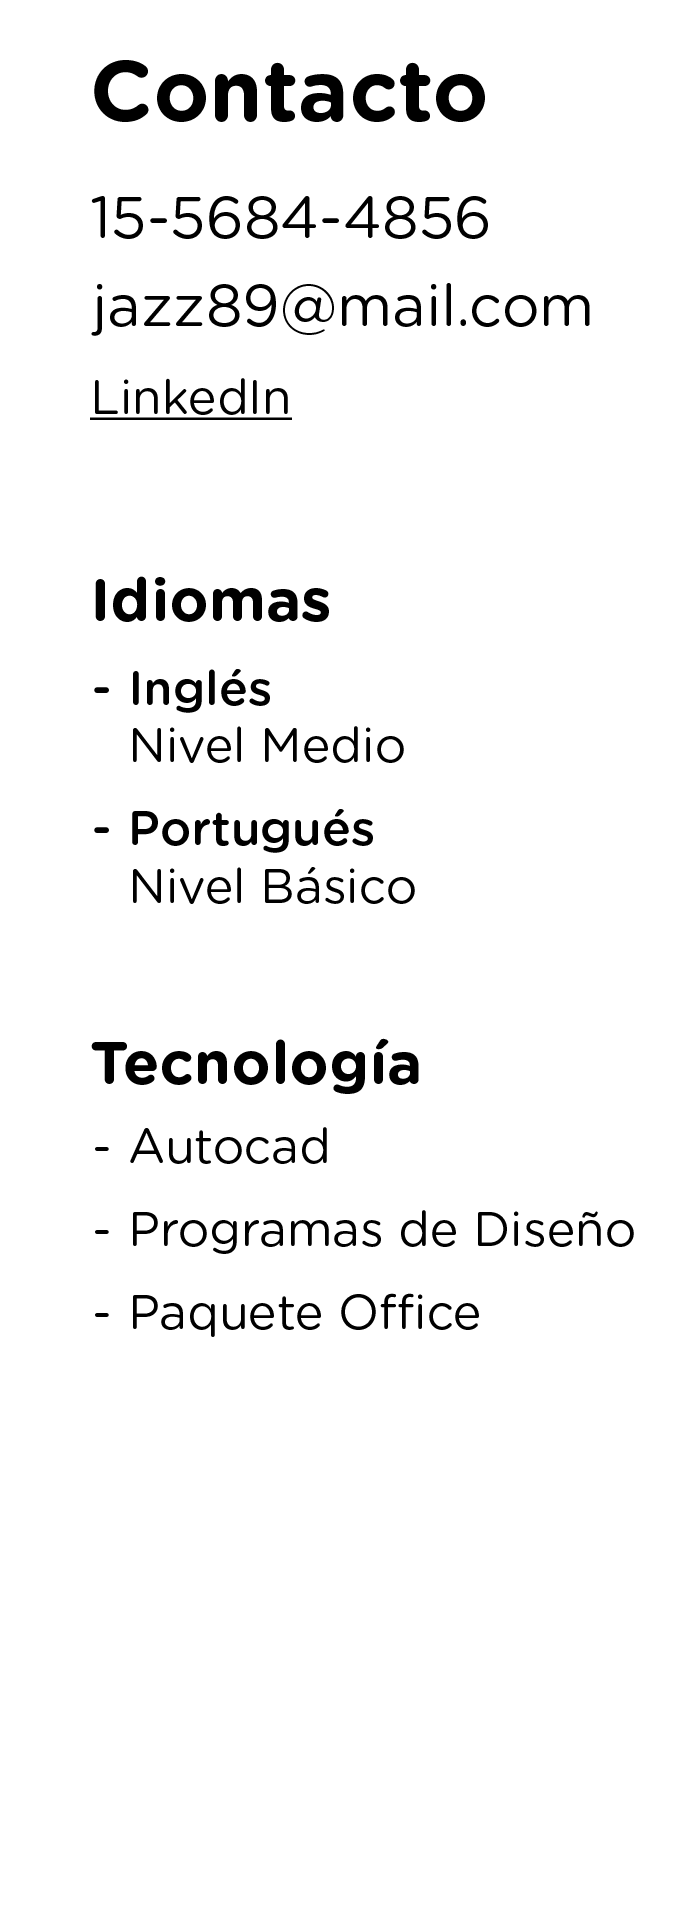 Contacto
15-5684-4856
jazz89@mail.com
LinkedIn
Idiomas
- Inglés
Nivel Medio
- Portugués
Nivel Básico
Tecnología
- Autocad
- Programas de Diseño
- Paquete Office